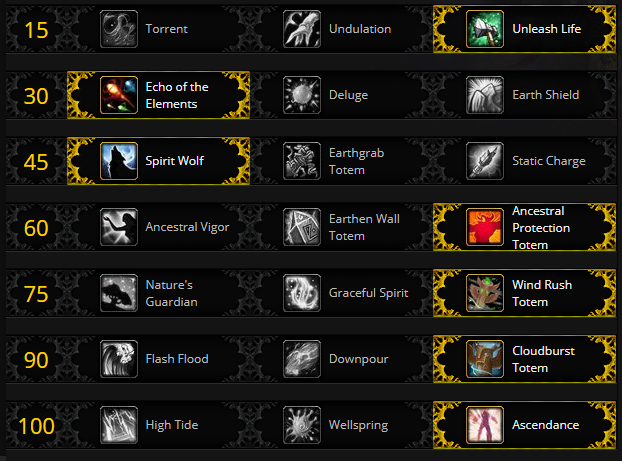 15 Torrent Undulation Unleash Life
30 Echo of the Elements Deluge Earth Shield
45 Spirit Wolf Earthgrab Totem Static Charge
60 Ancestral Vigor Earthen Wall Totem Ancestral Protection Totem
75 Nature's Guardian Graceful Spirit Wind Rush Totem
90 Flash Flood Downpour Cloudburst Totem
100 High Tide Wellspring Ascendance